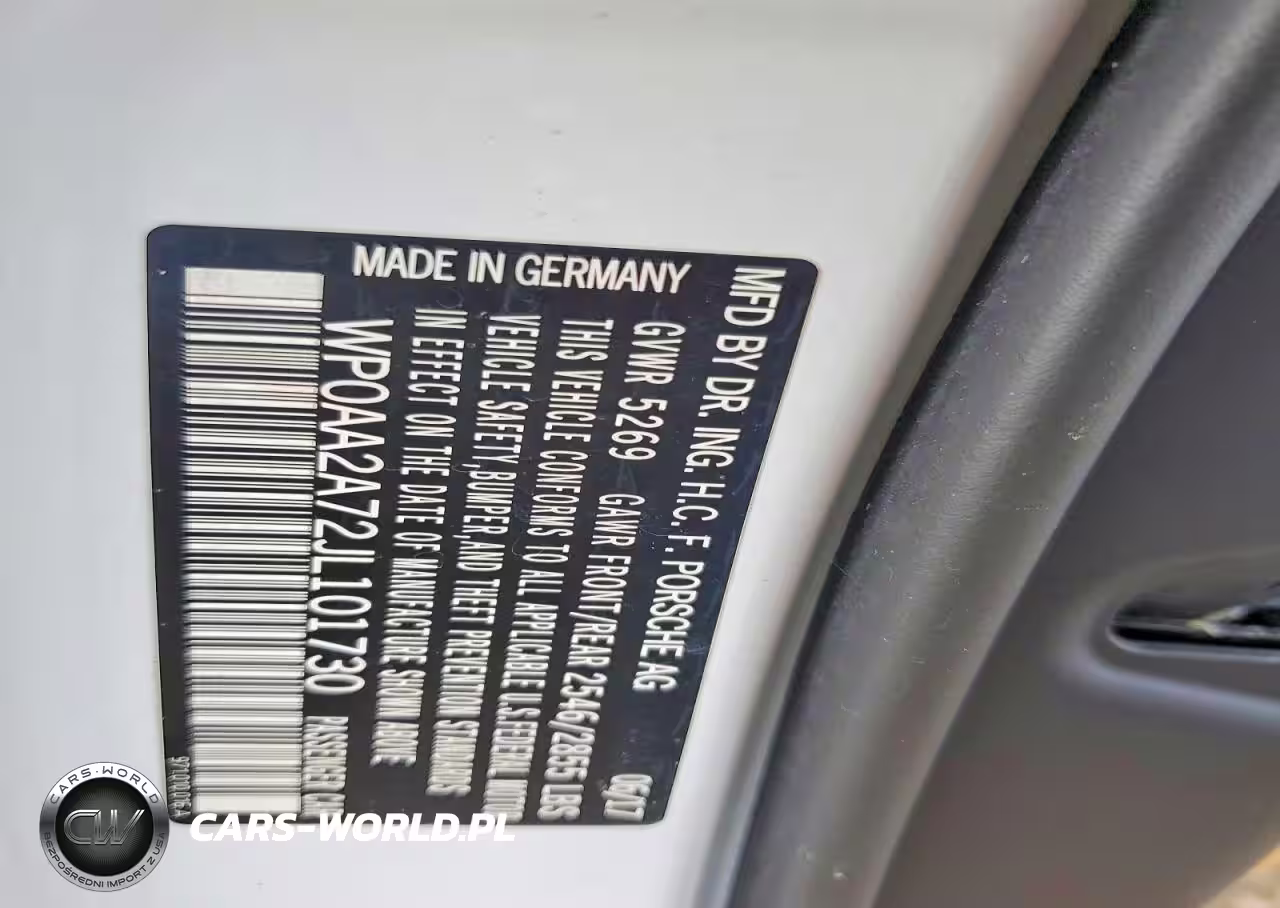 MFD BY DR. ING. H.C. F. PORSCHE AG 06/17
GVWR 5269 GAWR FRONT/REAR 2546/2855 LBS
THIS VEHICLE CONFORMS TO ALL APPLICABLE U.S. FEDERAL MOTOR
VEHICLE SAFETY, BUMPER, AND THEFT PREVENTION STANDARDS
IN EFFECT ON THE DATE OF MANUFACTURE SHOWN ABOVE
WP0AA2A72JL101730 PASSENGER CAR
MADE IN GERMANY
CARS-WORLD
CW
BEZPOŚREDNI IMPORT Z USA
CARS-WORLD.PL